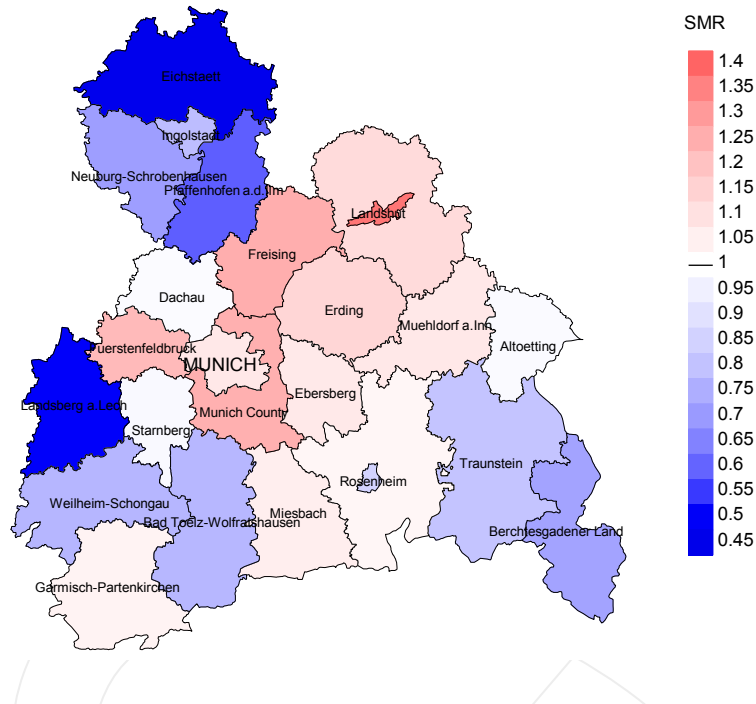 SMR
1.4
1.35
1.3
1.25
1.2
1.15
1.1
1.05
1
0.95
0.9
0.85
0.8
0.75
0.7
0.65
0.6
0.55
0.5
0.45
Eichstaett
Ingolstadt
Neuburg-Schrobenhausen
Pfaffenhofen a.d.Ilm
Landshut
Freising
Dachau
Erding
Muehldorf a.Inn
Altoetting
Fuerstenfeldbruck
MUNICH
Ebersberg
Landsberg a.Lech
Munich County
Starnberg
Traunstein
Rosenheim
Weilheim-Schongau
Miesbach
Bad Toelz-Wolfratshausen
Berchtesgadener Land
Garmisch-Partenkirchen